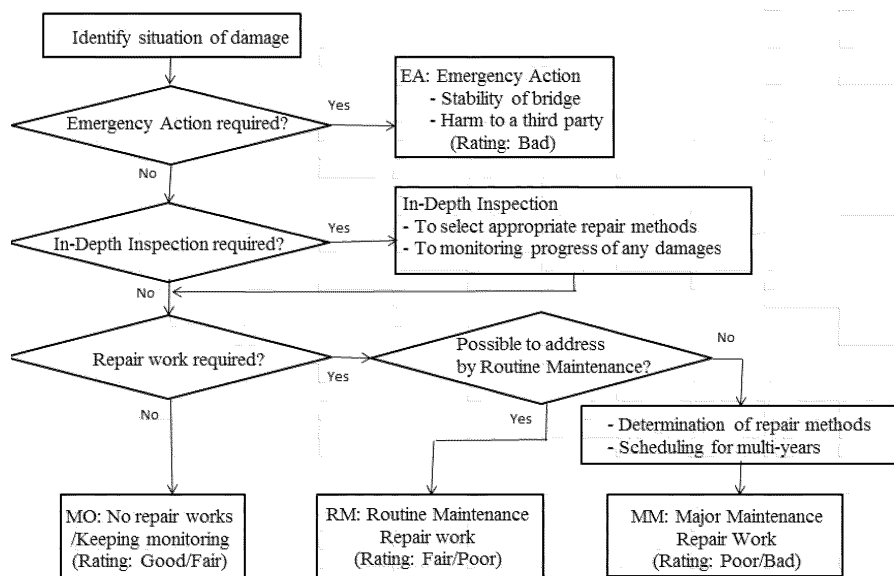 Identify situation of damage
EA: Emergency Action
- Stability of bridge
- Harm to a third party
(Rating: Bad)
Yes
Emergency Action required?
No
In-Depth Inspection
- To select appropriate repair methods
- To monitoring progress of any damages
Yes
In-Depth Inspection required?
No
Possible to address
by Routine Maintenance?
No
Repair work required?
Yes
No
Yes
- Determination of repair methods
- Scheduling for multi-years
MO: No repair works
/Keeping monitoring
(Rating: Good/Fair)
RM: Routine Maintenance
Repair work
(Rating: Fair/Poor)
MM: Major Maintenance
Repair Work
(Rating: Poor/Bad)